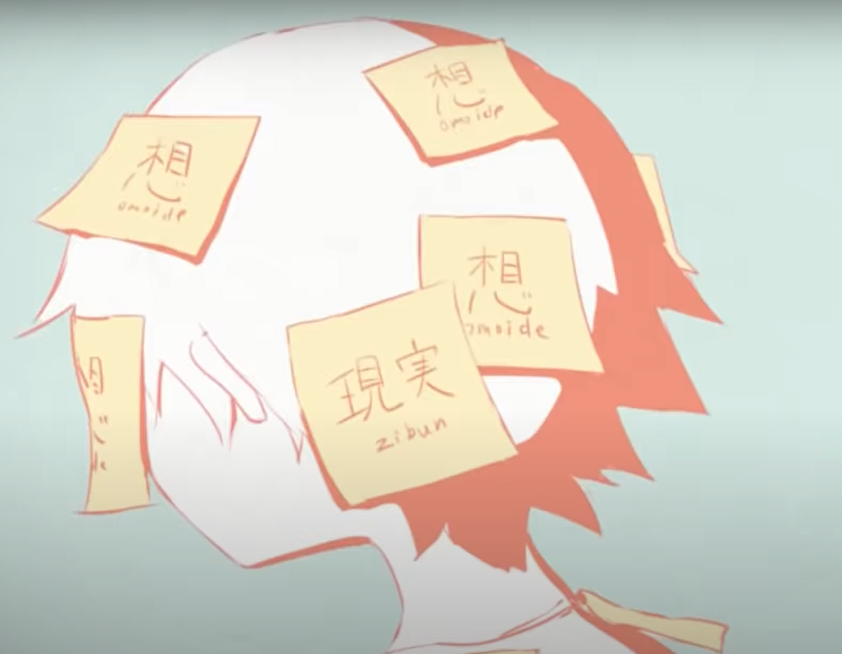 想
omoide
想
omoide
想
omoide
現実
zibun